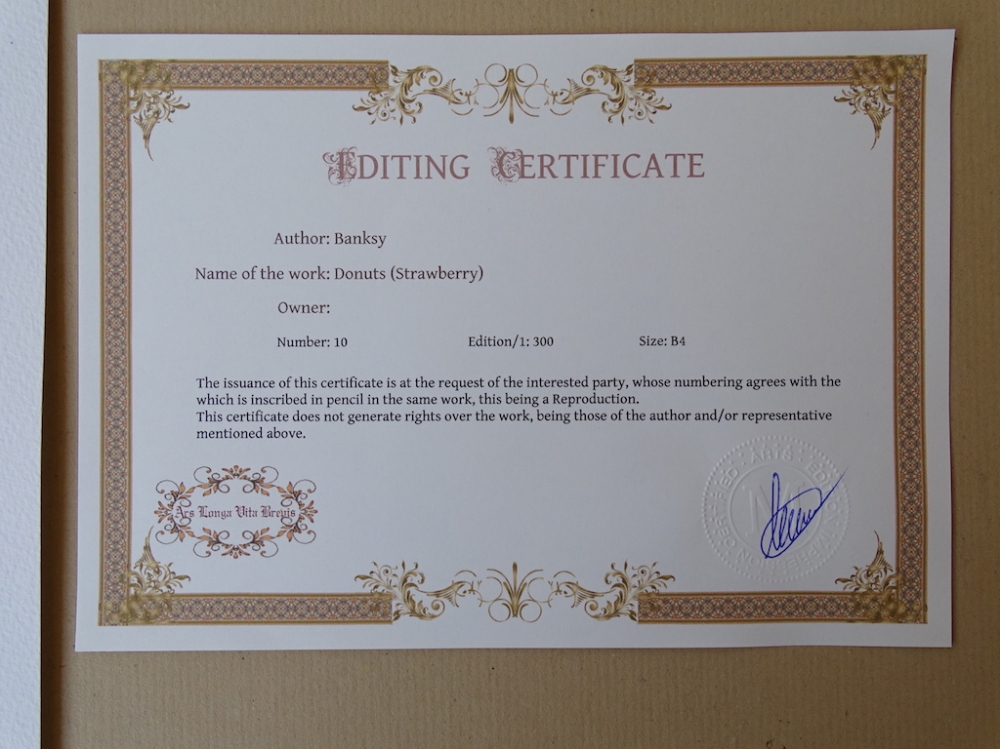 Editing Certificate
Author: Banksy
Name of the work: Donuts (Strawberry)
Owner:
Number: 10 Edition/1: 300 Size: B4
The issuance of this certificate is at the request of the interested party, whose numbering agrees with the
which is inscribed in pencil in the same work, this being a Reproduction.
This certificate does not generate rights over the work, being those of the author and/or representative
mentioned above.
Ars Longa Vita Brevis
ARTS